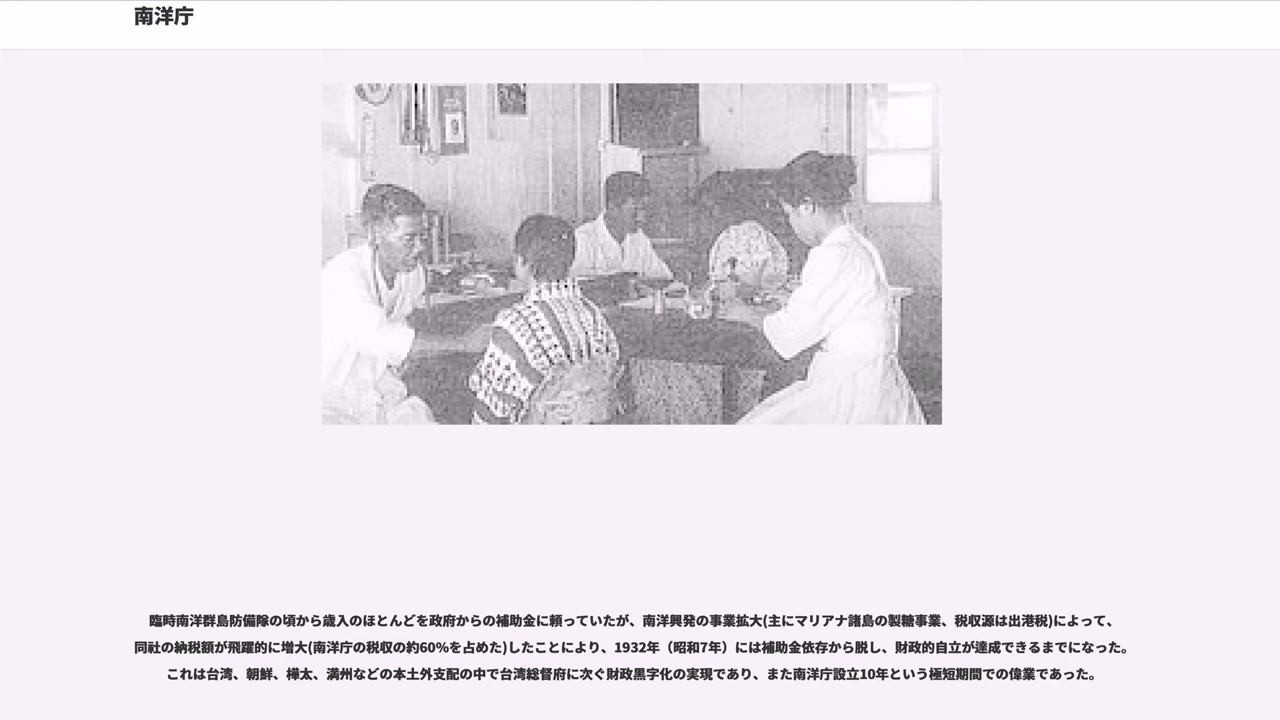 南洋庁
臨時南洋群島防備隊の頃から歳入のほとんどを政府からの補助金に頼っていたが、南洋興発の事業拡大(主にマリアナ諸島の製糖事業、税収源は出港税)によって、
同社の納税額が飛躍的に増大(南洋庁の税収の約60%を占めた)したことにより、1932年（昭和7年）には補助金依存から脱し、財政的自立が達成できるまでになった。
これは台湾、朝鮮、樺太、満州などの本土外支配の中で台湾総督府に次ぐ財政黒字化の実現であり、また南洋庁設立10年という極短期間での偉業であった。